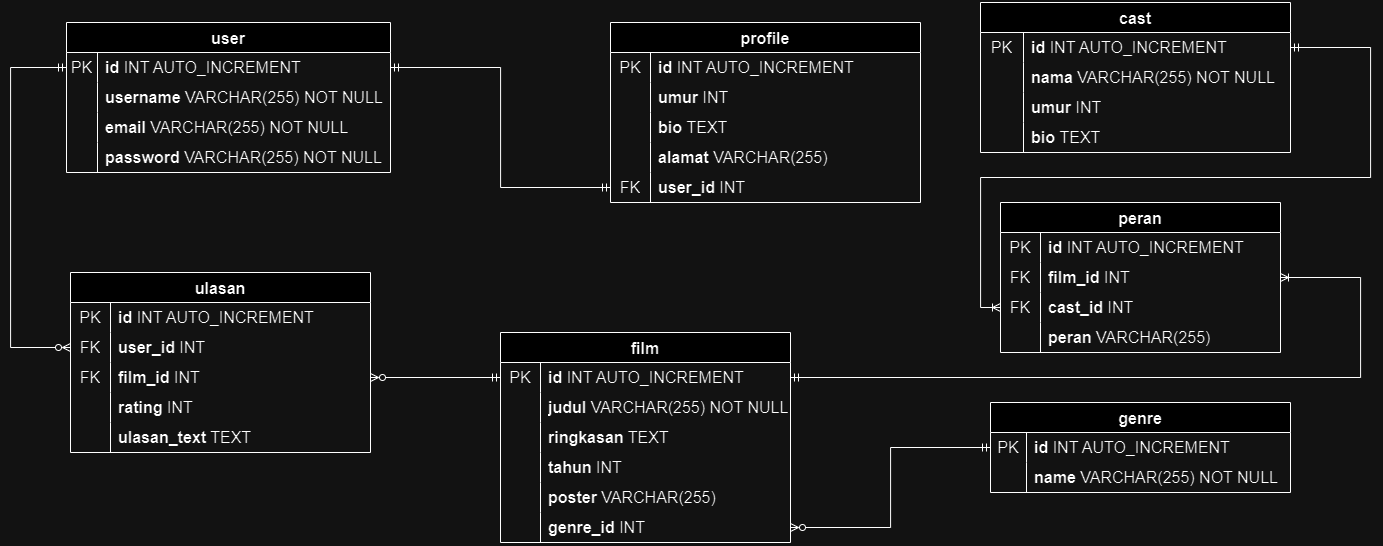 user
PK id INT AUTO_INCREMENT
username VARCHAR(255) NOT NULL
email VARCHAR(255) NOT NULL
password VARCHAR(255) NOT NULL
profile
PK id INT AUTO_INCREMENT
umur INT
bio TEXT
alamat VARCHAR(255)
FK user_id INT
cast
PK id INT AUTO_INCREMENT
nama VARCHAR(255) NOT NULL
umur INT
bio TEXT
peran
PK id INT AUTO_INCREMENT
FK film_id INT
FK cast_id INT
peran VARCHAR(255)
ulasan
PK id INT AUTO_INCREMENT
FK user_id INT
FK film_id INT
rating INT
ulasan_text TEXT
film
PK id INT AUTO_INCREMENT
judul VARCHAR(255) NOT NULL
ringkasan TEXT
tahun INT
poster VARCHAR(255)
genre_id INT
genre
PK id INT AUTO_INCREMENT
name VARCHAR(255) NOT NULL